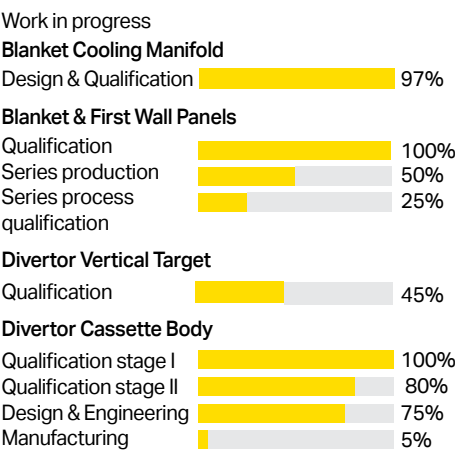 Work in progress
Blanket Cooling Manifold
Design & Qualification 97%
Blanket & First Wall Panels
Qualification 100%
Series production 50%
Series process 25%
qualification
Divertor Vertical Target
Qualification 45%
Divertor Cassette Body
Qualification stage I 100%
Qualification stage II 80%
Design & Engineering 75%
Manufacturing 5%